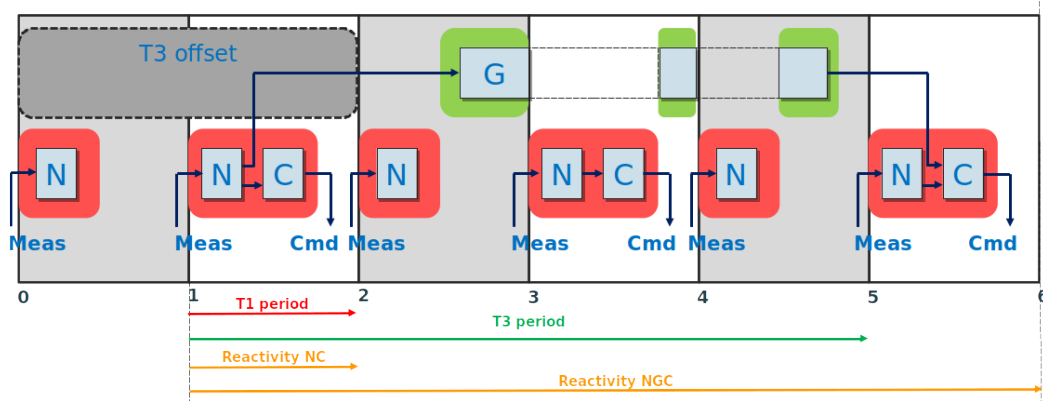 T3 offset
G
N
N
C
N
N
C
N
N
C
Meas
Meas
Cmd
Meas
Meas
Cmd
Meas
Meas
Cmd
0
1
2
3
4
5
6
T1 period
T3 period
Reactivity NC
Reactivity NGC